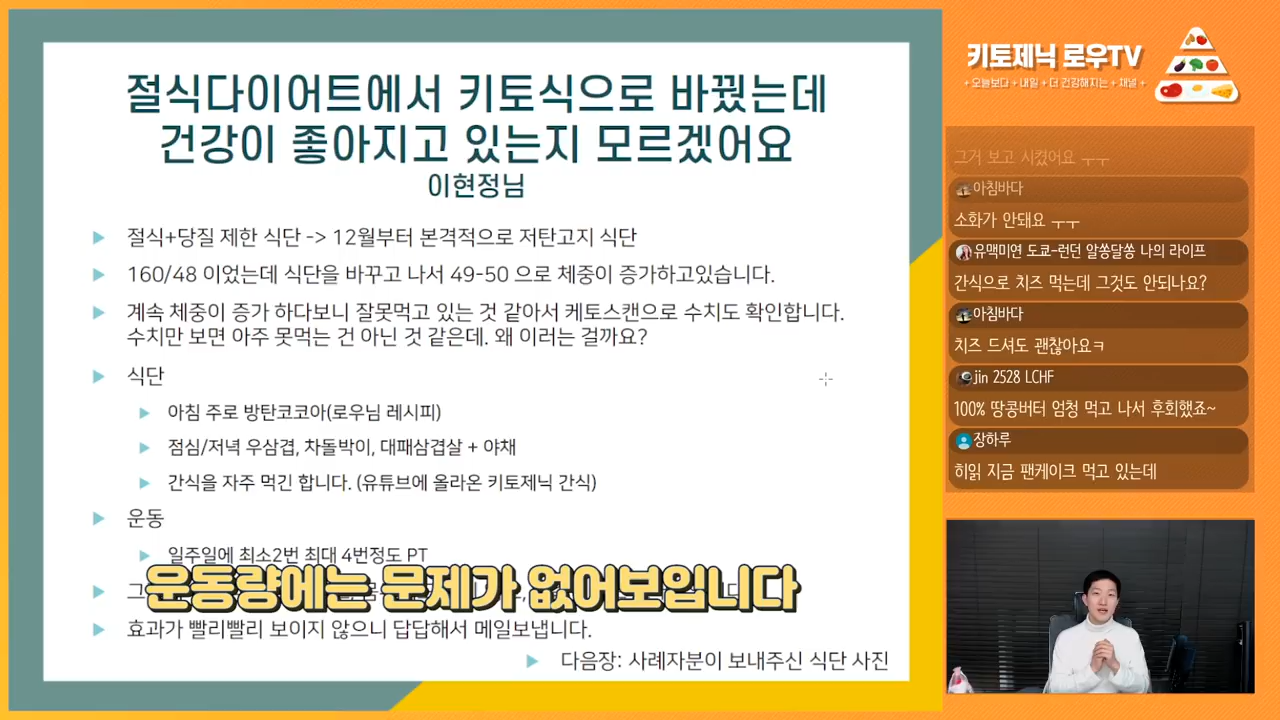 절식다이어트에서 키토식으로 바꿨는데
건강이 좋아지고 있는지 모르겠어요
이현정님
절식+당질 제한 식단 -> 12월부터 본격적으로 저탄고지 식단
160/48 이었는데 식단을 바꾸고 나서 49-50 으로 체중이 증가하고있습니다.
계속 체중이 증가 하다보니 잘못먹고 있는 것 같아서 케토스캔으로 수치도 확인합니다.
수치만 보면 아주 못먹는 건 아닌 것 같은데. 왜 이러는 걸까요?
식단
아침 주로 방탄코코아(로우님 레시피)
점심/저녁 우삼겹, 차돌박이, 대패삼겹살 + 야채
간식을 자주 먹긴 합니다. (유튜브에 올라온 키토제닉 간식)
운동
일주일에 최소2번 최대 4번정도 PT
운동량에는 문제가 없어보입니다
효과가 빨리빨리 보이지 않으니 답답해서 메일보냅니다.
다음장: 사례자분이 보내주신 식단 사진
키토제닉 로우TV
+ 오늘보다 + 내일 + 더 건강해지는 + 채널 +
그거 보고 시켰어요 ㅜㅜ
아침바다
소화가 안돼요 ㅜㅜ
유맥미연 도쿄-런던 알쏭달쏭 나의 라이프
간식으로 치즈 먹는데 그것도 안되나요?
아침바다
치즈 드셔도 괜찮아요ㅋ
jin 2528 LCHF
100% 땅콩버터 엄청 먹고 나서 후회했죠~
장하루
히읽 지금 팬케이크 먹고 있는데